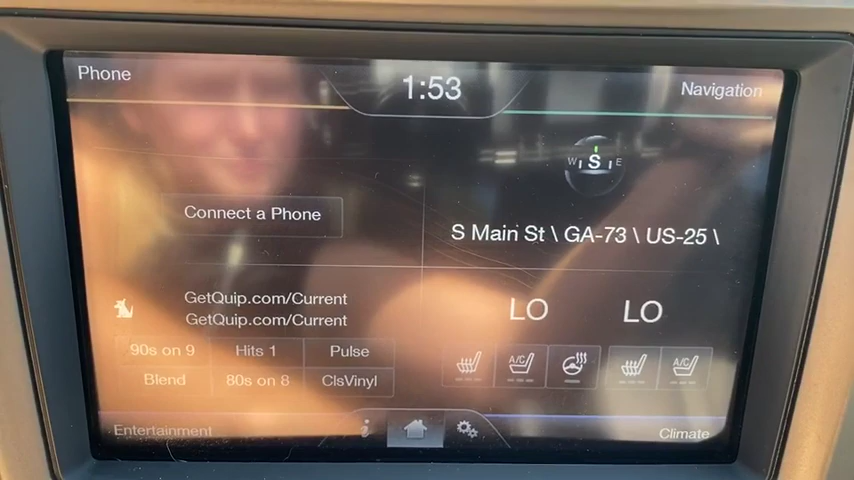 Phone
1:53
Navigation
W S E
Connect a Phone
S Main St \ GA-73 \ US-25 \
GetQuip.com/Current
GetQuip.com/Current
LO
LO
90s on 9
Hits 1
Pulse
A/C
A/C
Blend
80s on 8
ClsVinyl
Entertainment
i
Climate